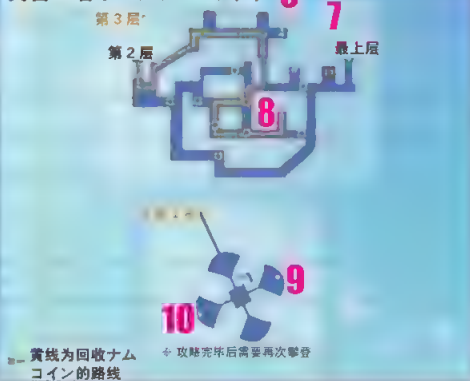 6
7
第3层
第2层
最上层
8
9
10
黄线为回收ナム
コイン的路线
÷ 攻略完毕后需要再次攀登